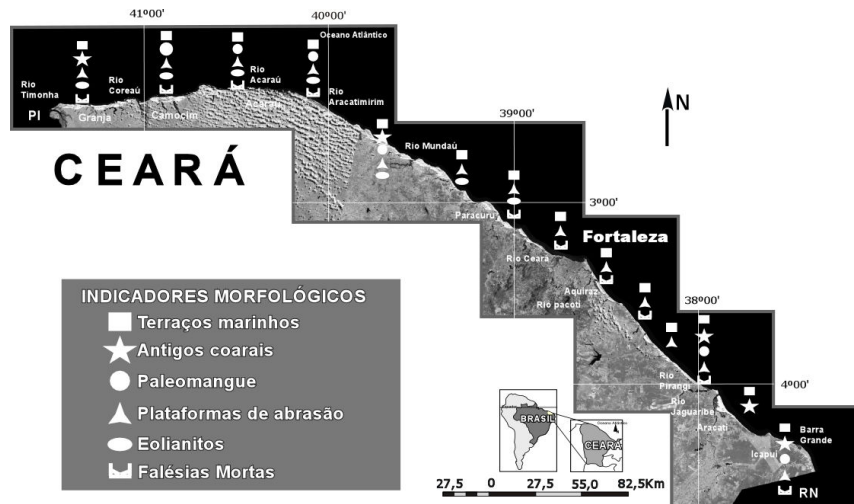 41º00'
40º00'
Oceano Atlântico
Rio Timonha
Rio Coreaú
Rio Acaraú
Rio Aracatimirim
PI
Granja
Camocim
Acaraú
39º00'
N
CEARÁ
Rio Mundaú
3º00'
Paracuru
Fortaleza
Rio Ceará
Aquiraz
Rio pacoti
38º00'
INDICADORES MORFOLÓGICOS
Terraços marinhos
Antigos coarais
Paleomangue
Plataformas de abrasão
Eolianitos
Falésias Mortas
Rio Pirangi
4º00'
Rio Jaguaribe
Aracati
Barra Grande
Icapuí
RN
BRASIL
CEARÁ
27,5 0 27,5 55,0 82,5Km